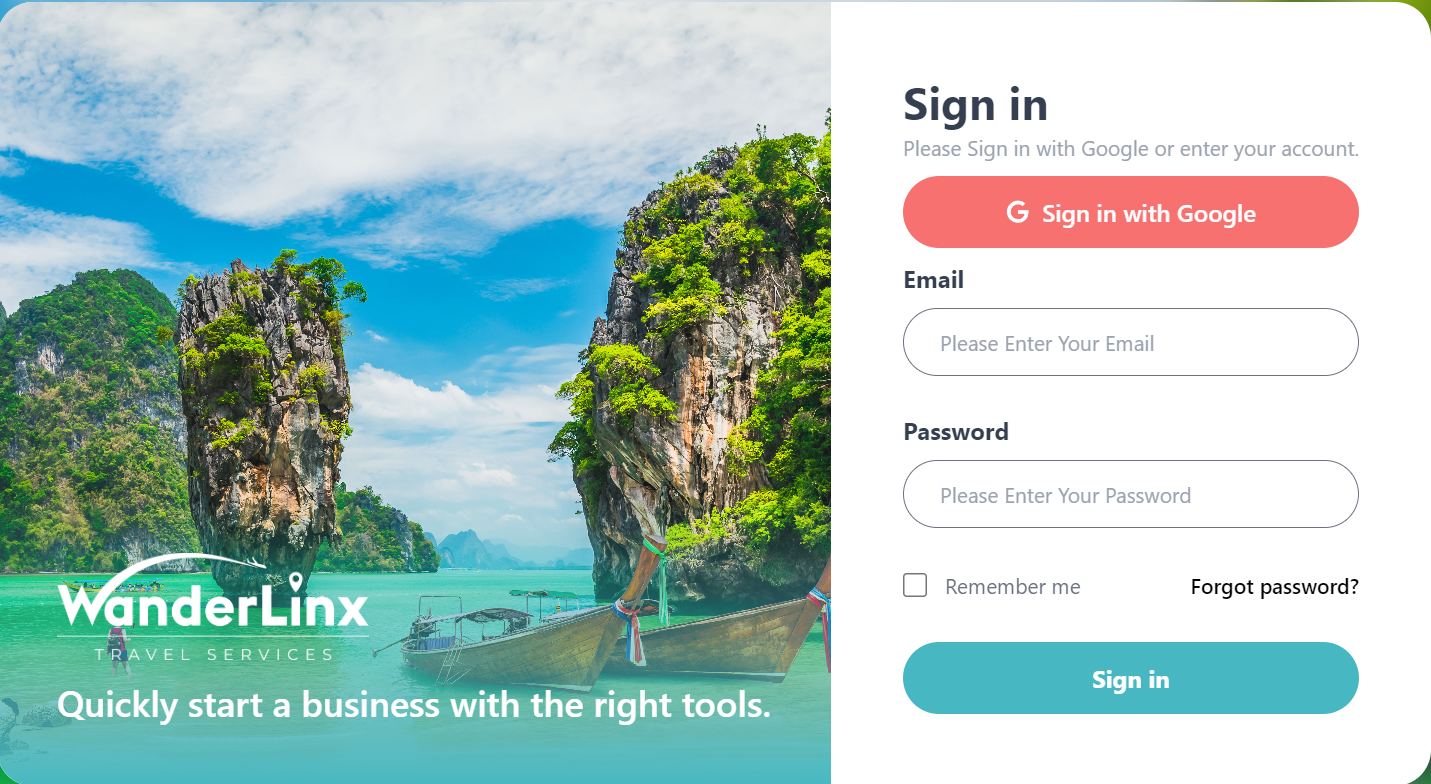 WanderLinx
TRAVEL SERVICES
Quickly start a business with the right tools.
Sign in
Please Sign in with Google or enter your account.
G Sign in with Google
Email
Please Enter Your Email
Password
Please Enter Your Password
Remember me
Forgot password?
Sign in